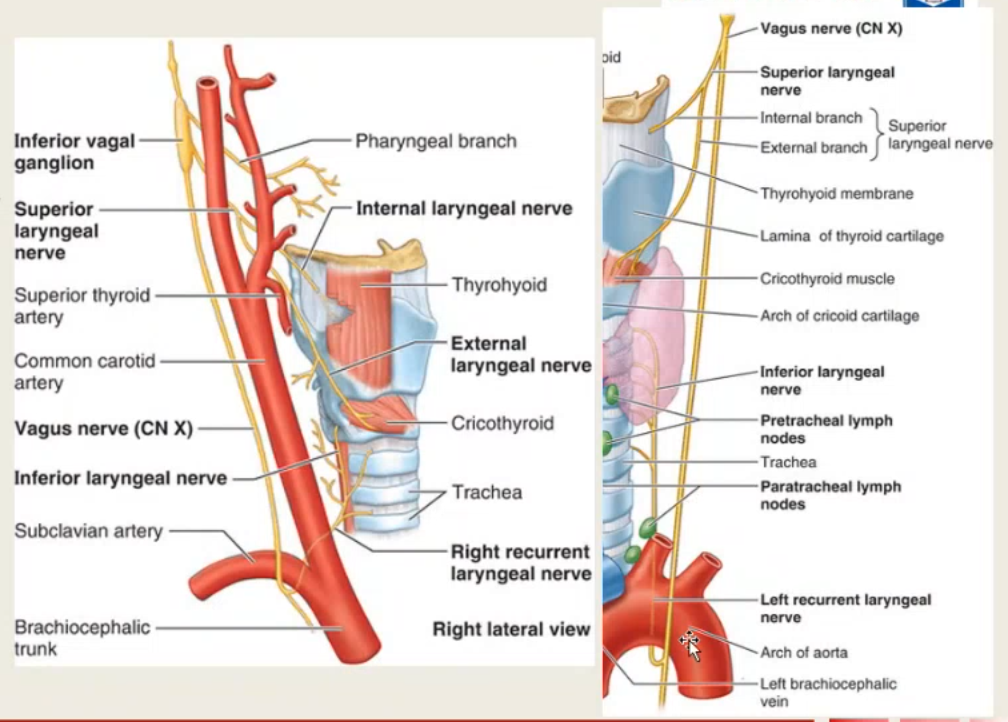 Inferior vagal
ganglion
Superior
laryngeal
nerve
Superior thyroid
artery
Common carotid
artery
Vagus nerve (CN X)
Inferior laryngeal nerve
Subclavian artery
Brachiocephalic
trunk
Pharyngeal branch
Internal laryngeal nerve
Thyrohyoid
External
laryngeal nerve
Cricothyroid
Trachea
Right recurrent
laryngeal nerve
Right lateral view
oid
Vagus nerve (CN X)
Superior laryngeal
nerve
Internal branch
External branch
Superior
laryngeal nerve
Thyrohyoid membrane
Lamina of thyroid cartilage
Cricothyroid muscle
Arch of cricoid cartilage
Inferior laryngeal
nerve
Pretracheal lymph
nodes
Trachea
Paratracheal lymph
nodes
Left recurrent laryngeal
nerve
Arch of aorta
Left brachiocephalic
vein